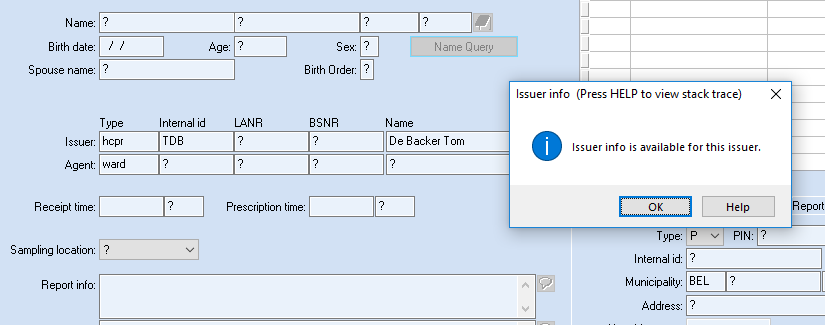 Name: ? ? ? ?
Birth date: / / Age: ? Sex: ? Name Query
Spouse name: ? Birth Order: ?
Issuer info (Press HELP to view stack trace)
Issuer info is available for this issuer.
OK Help
Type Internal id LANR BSNR Name
Issuer: hcpr TDB ? ? De Backer Tom
Agent: ward ? ? ? ?
Receipt time: ? Prescription time: ?
Report
Sampling location: ?
Type: P PIN: ?
Internal id: ?
Report info:
Municipality: BEL ?
Address: ?